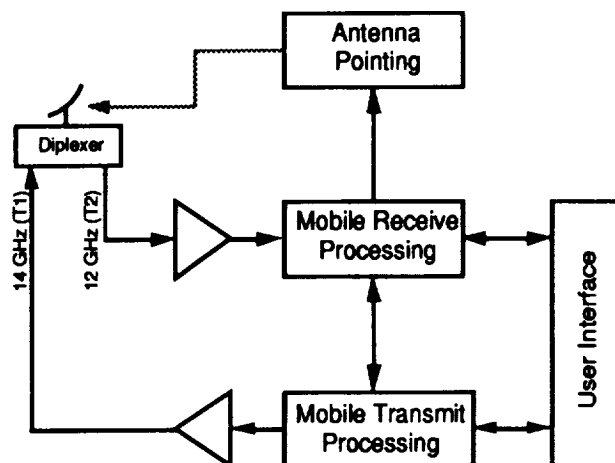 Antenna
Pointing
Diplexer
14 GHz (T1)
12 GHz (T2)
Mobile Receive
Processing
User Interface
Mobile Transmit
Processing